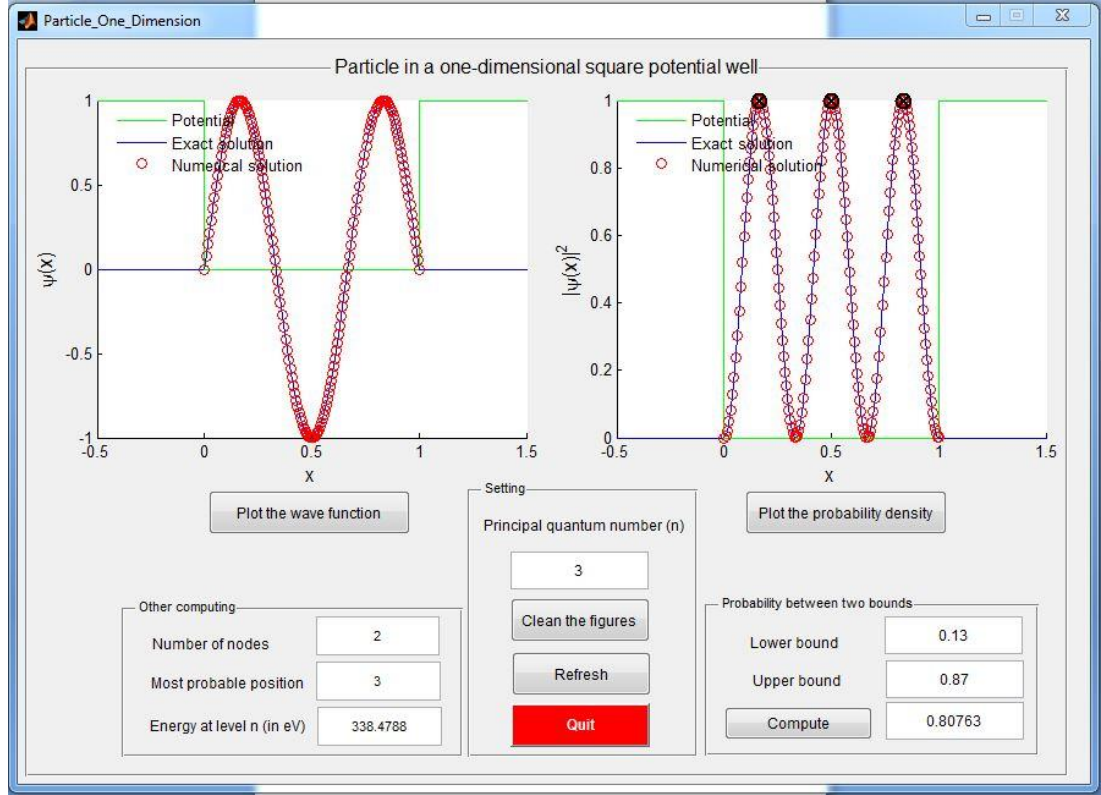 Particle_One_Dimension
Particle in a one-dimensional square potential well
1
0.5
0
-0.5
-1
-0.5
0
0.5
1
1.5
ψ(x)
x
Potential
Exact solution
Numerical solution
1
0.8
0.6
0.4
0.2
0
-0.5
0
0.5
1
1.5
|ψ(x)|²
x
Potential
Exact solution
Numerical solution
Plot the wave function
Plot the probability density
Setting
Principal quantum number (n)
3
Clean the figures
Refresh
Quit
Other computing
Number of nodes 2
Most probable position 3
Energy at level n (in eV) 338.4788
Probability between two bounds
Lower bound 0.13
Upper bound 0.87
Compute 0.80763